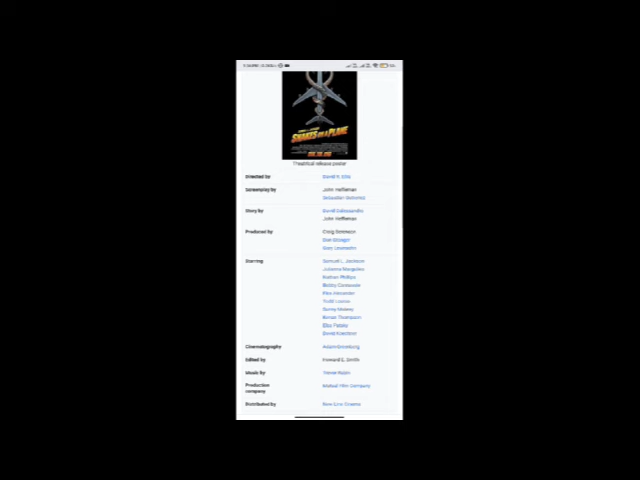 SNAKES ON A PLANE
Theatrical release poster
Directed by David R. Ellis
Screenplay by John Heffernan
Sebastian Gutierrez
Story by David Dalessandro
John Heffernan
Produced by Craig Berenson
Don Granger
Gary Levinsohn
Starring Samuel L. Jackson
Julianna Margulies
Nathan Phillips
Bobby Cannavale
Flex Alexander
Todd Louiso
Sunny Mabrey
Kenan Thompson
Elsa Pataky
David Koechner
Cinematography Adam Greenberg
Edited by Howard E. Smith
Music by Trevor Rabin
Production Mutual Film Company
company
Distributed by New Line Cinema